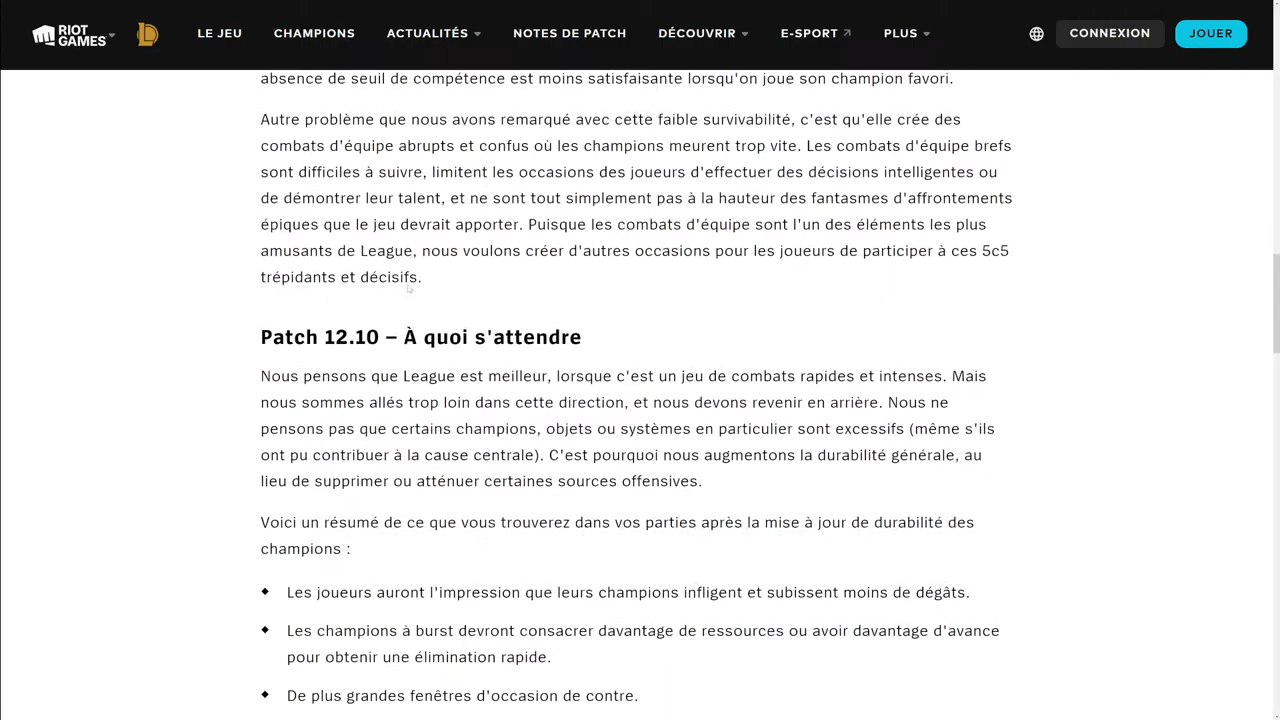 RIOT GAMES
LE JEU
CHAMPIONS
ACTUALITÉS
NOTES DE PATCH
DÉCOUVRIR
E-SPORT
PLUS
CONNEXION
JOUER
absence de seuil de compétence est moins satisfaisante lorsqu'on joue son champion favori.
Autre problème que nous avons remarqué avec cette faible survivabilité, c'est qu'elle crée des
combats d'équipe abrupts et confus où les champions meurent trop vite. Les combats d'équipe brefs
sont difficiles à suivre, limitent les occasions des joueurs d'effectuer des décisions intelligentes ou
de démontrer leur talent, et ne sont tout simplement pas à la hauteur des fantasmes d'affrontements
épiques que le jeu devrait apporter. Puisque les combats d'équipe sont l'un des éléments les plus
amusants de League, nous voulons créer d'autres occasions pour les joueurs de participer à ces 5c5
trépidants et décisifs.
Patch 12.10 – À quoi s'attendre
Nous pensons que League est meilleur, lorsque c'est un jeu de combats rapides et intenses. Mais
nous sommes allés trop loin dans cette direction, et nous devons revenir en arrière. Nous ne
pensons pas que certains champions, objets ou systèmes en particulier sont excessifs (même s'ils
ont pu contribuer à la cause centrale). C'est pourquoi nous augmentons la durabilité générale, au
lieu de supprimer ou atténuer certaines sources offensives.
Voici un résumé de ce que vous trouverez dans vos parties après la mise à jour de durabilité des
champions :
Les joueurs auront l'impression que leurs champions infligent et subissent moins de dégâts.
Les champions à burst devront consacrer davantage de ressources ou avoir davantage d'avance
pour obtenir une élimination rapide.
De plus grandes fenêtres d'occasion de contre.